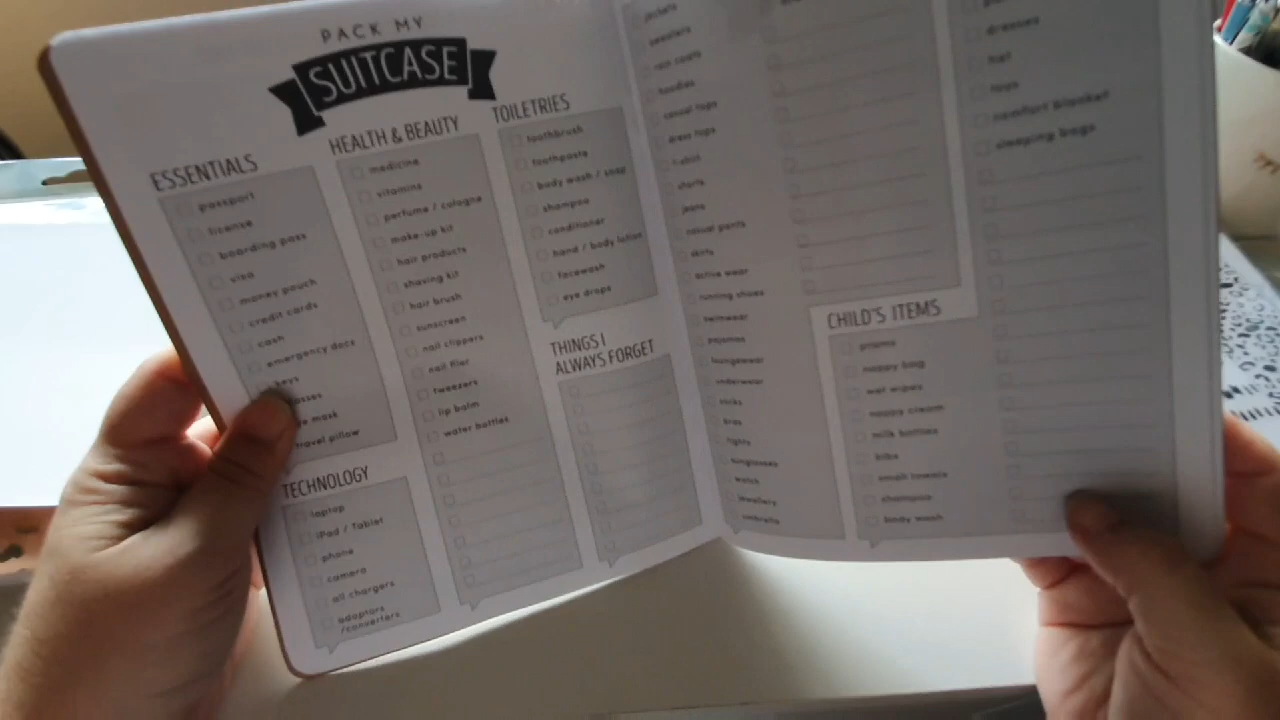 PACK MY
SUITCASE
ESSENTIALS
passport
license
boarding pass
visa
money pouch
credit cards
cash
emergency docs
keys
asses
e mask
travel pillow
TECHNOLOGY
laptop
iPad / Tablet
phone
camera
all chargers
adaptors
/converters
HEALTH & BEAUTY
medicine
vitamins
perfume / cologne
make-up kit
hair products
shaving kit
hair brush
sunscreen
nail clippers
nail filer
tweezers
lip balm
water bottles
TOILETRIES
toothbrush
toothpaste
body wash / soap
shampoo
conditioner
hand / body lotion
facewash
eye drops
THINGS I
ALWAYS FORGET
jackets
sweaters
rain coats
hoodies
casual tops
dress tops
t-shirt
shorts
jeans
casual pants
skirts
active wear
running shoes
swimwear
pajamas
loungewear
underwear
socks
bras
tights
sunglasses
watch
jewellery
umbrella
CHILD'S ITEMS
prams
nappy bag
wet wipes
nappy cream
milk bottles
bibs
small towels
shampoo
body wash
dresses
hat
tops
comfort blanket
sleeping bags